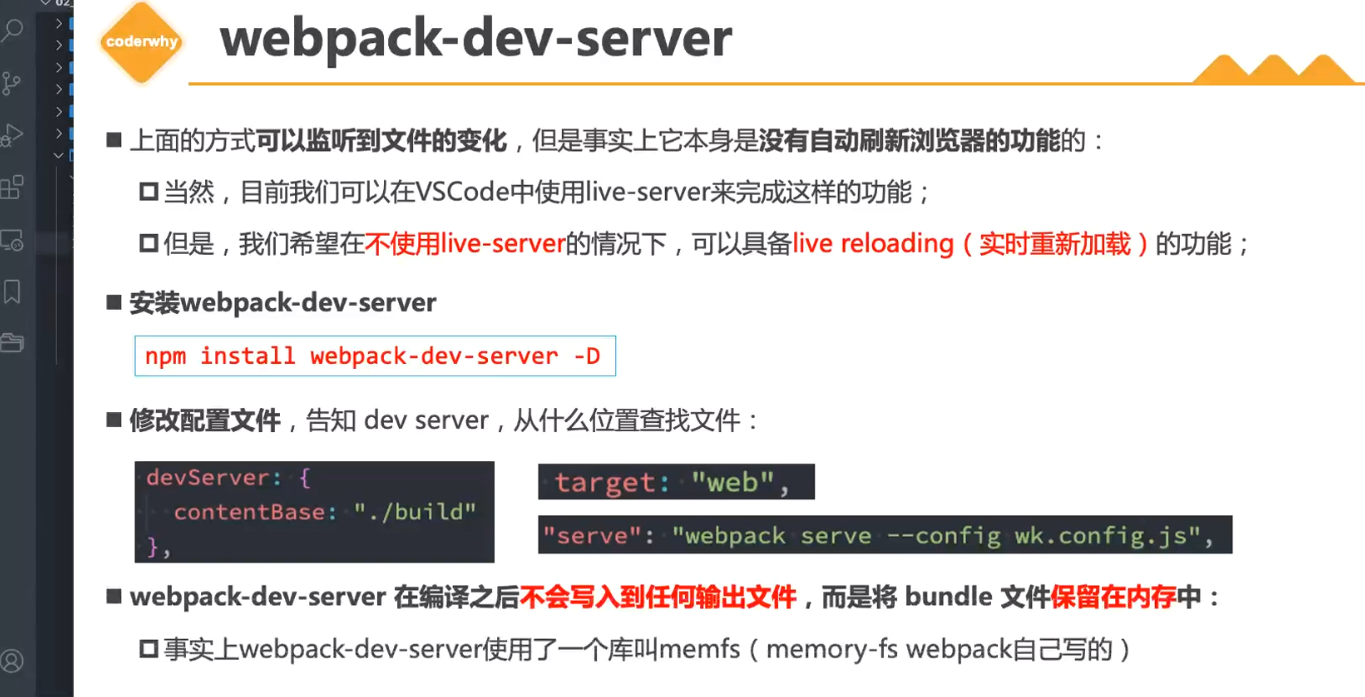 coderwhy
webpack-dev-server
上面的方式可以监听到文件的变化，但是事实上它本身是没有自动刷新浏览器的功能的：
当然，目前我们可以在VSCode中使用live-server来完成这样的功能；
但是，我们希望在不使用live-server的情况下，可以具备live reloading（实时重新加载）的功能；
安装webpack-dev-server
npm install webpack-dev-server -D
修改配置文件，告知 dev server，从什么位置查找文件：
devServer: {
contentBase: "./build"
},
target: "web",
"serve": "webpack serve --config wk.config.js",
webpack-dev-server 在编译之后不会写入到任何输出文件，而是将 bundle 文件保留在内存中：
事实上webpack-dev-server使用了一个库叫memfs（memory-fs webpack自己写的）